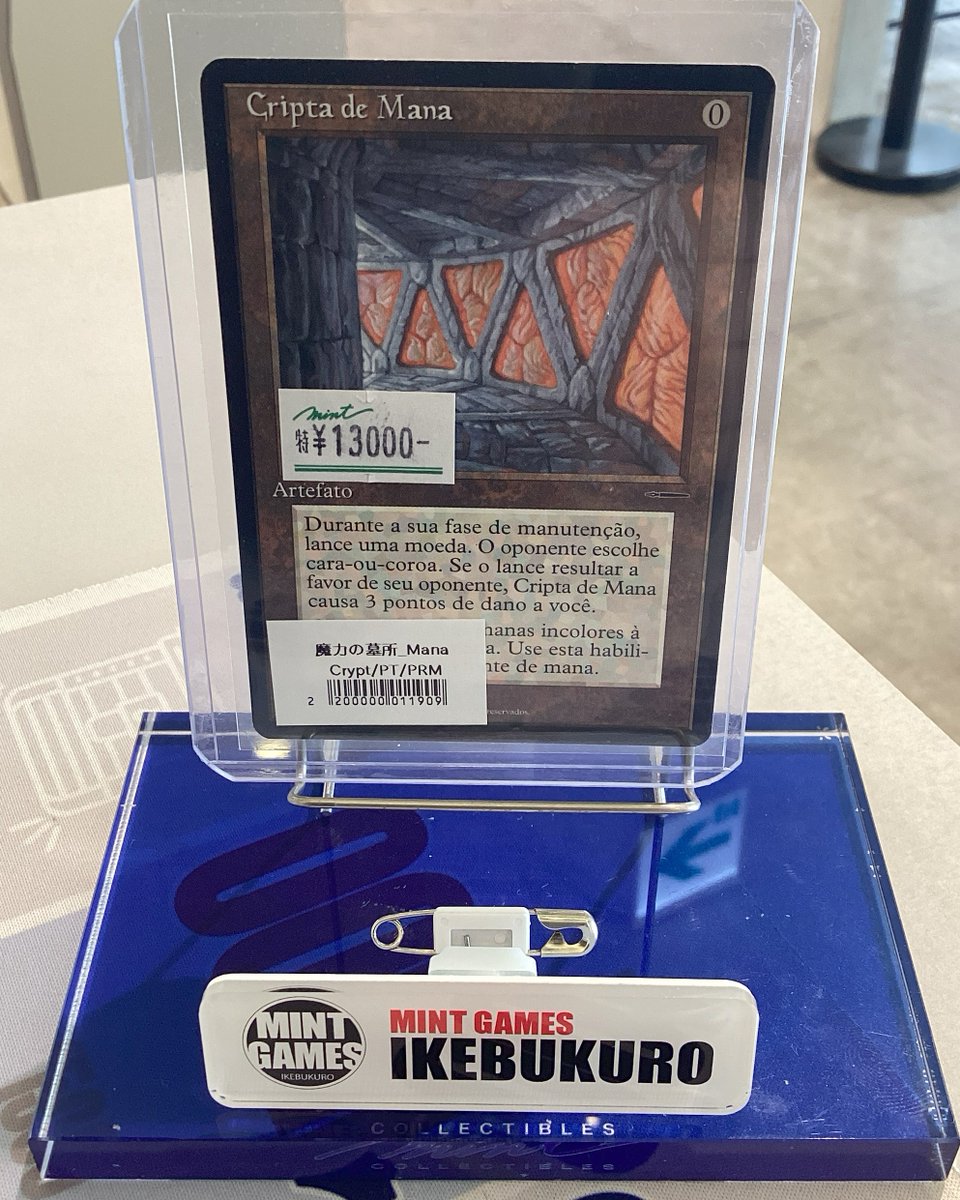 Cripta de Mana
0
mint
特¥13000-
Artefato
Durante a sua fase de manutenção,
lance uma moeda. O oponente escolhe
cara-ou-coroa. Se o lance resultar a
favor de seu oponente, Cripta de Mana
causa 3 pontos de dano a você.
manas incolores à
a. Use esta habili-
nte de mana.
reservados.
魔力の墓所_Mana
Crypt/PT/PRM
2 200000 011909
MINT
GAMES
IKEBUKURO
MINT GAMES
IKEBUKURO
COLLECTIBLES
COLLECTIBLES